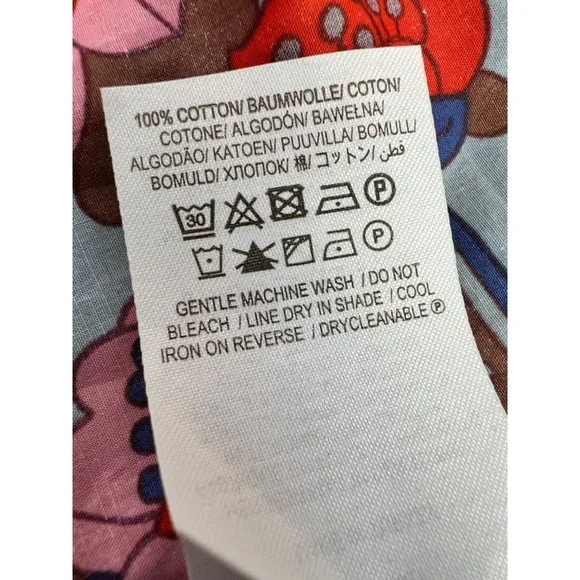 100% COTTON/ BAUMWOLLE/ COTON/
COTONE/ ALGODÓN/ BAWEŁNA/
ALGODÃO/ KATOEN/ PUUVILLA/ BOMULL/
BOMULD/ ХЛОПОК/ 棉/ コットン/ قطن/
30 P
P
GENTLE MACHINE WASH / DO NOT
BLEACH / LINE DRY IN SHADE / COOL
IRON ON REVERSE / DRYCLEANABLE Ⓟ